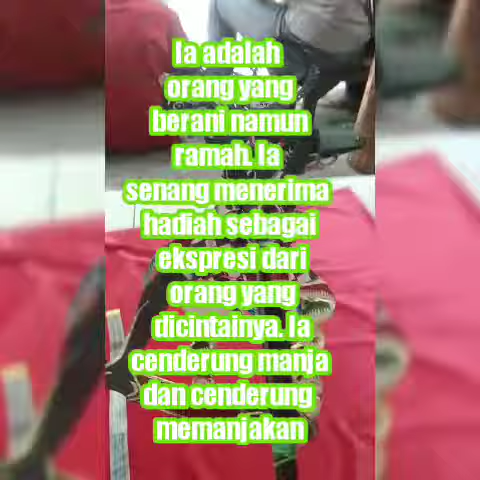 Ia adalah
orang yang
berani namun
ramah. Ia
senang menerima
hadiah sebagai
ekspresi dari
orang yang
dicintainya. Ia
cenderung manja
dan cenderung
memanjakan